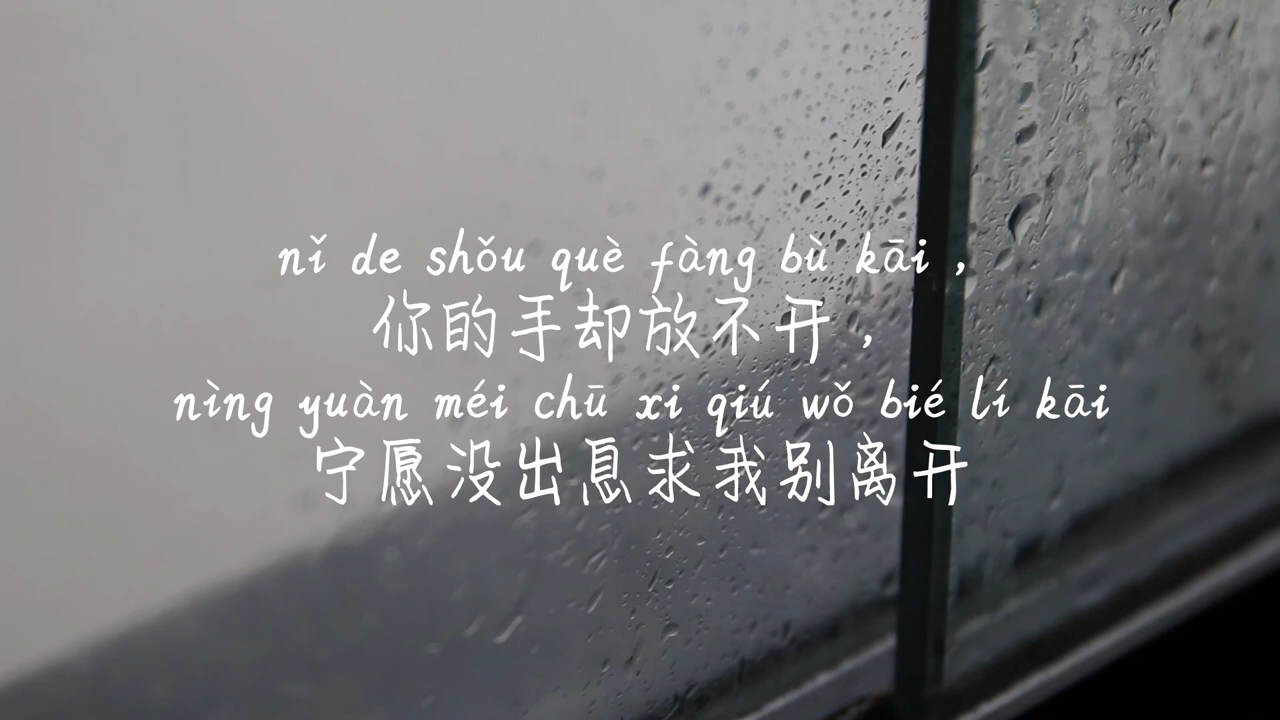 nǐ de shǒu què fàng bù kāi ，
你的手却放不开，
nìng yuàn méi chū xi qiú wǒ bié lí kāi
宁愿没出息求我别离开